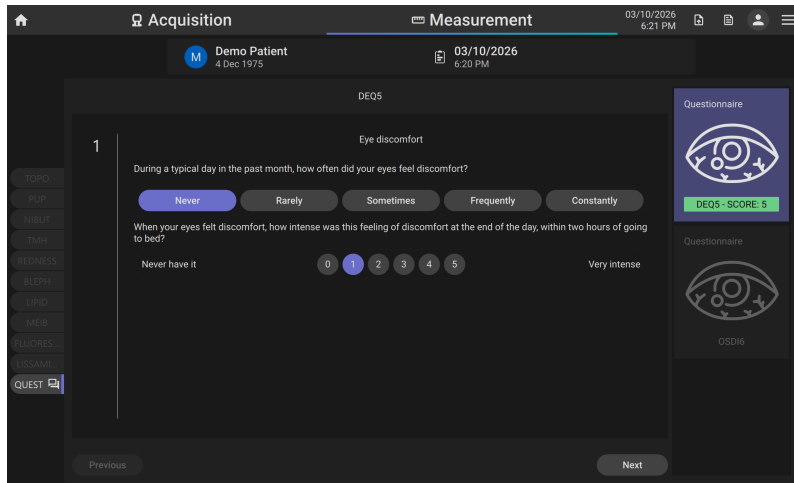 Acquisition
Measurement
03/10/2026
6:21 PM
M
Demo Patient
4 Dec 1975
03/10/2026
6:20 PM
TOPO
PUP
NIBUT
TMH
REDNESS
BLEPH
LIPID
MEIB
FLUORES...
LISSAMI...
QUEST
DEQ5
1
Eye discomfort
During a typical day in the past month, how often did your eyes feel discomfort?
Never
Rarely
Sometimes
Frequently
Constantly
When your eyes felt discomfort, how intense was this feeling of discomfort at the end of the day, within two hours of going
to bed?
Never have it
0 1 2 3 4 5
Very intense
Previous
Next
Questionnaire
DEQ5 - SCORE: 5
Questionnaire
OSDI6